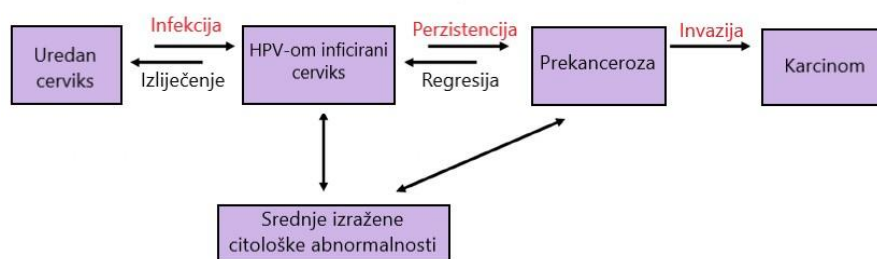 Infekcija
Perzistencija
Invazija
Uredan
cerviks
HPV-om inficirani
cerviks
Prekanceroza
Karcinom
Izliječenje
Regresija
Srednje izražene
citološke abnormalnosti